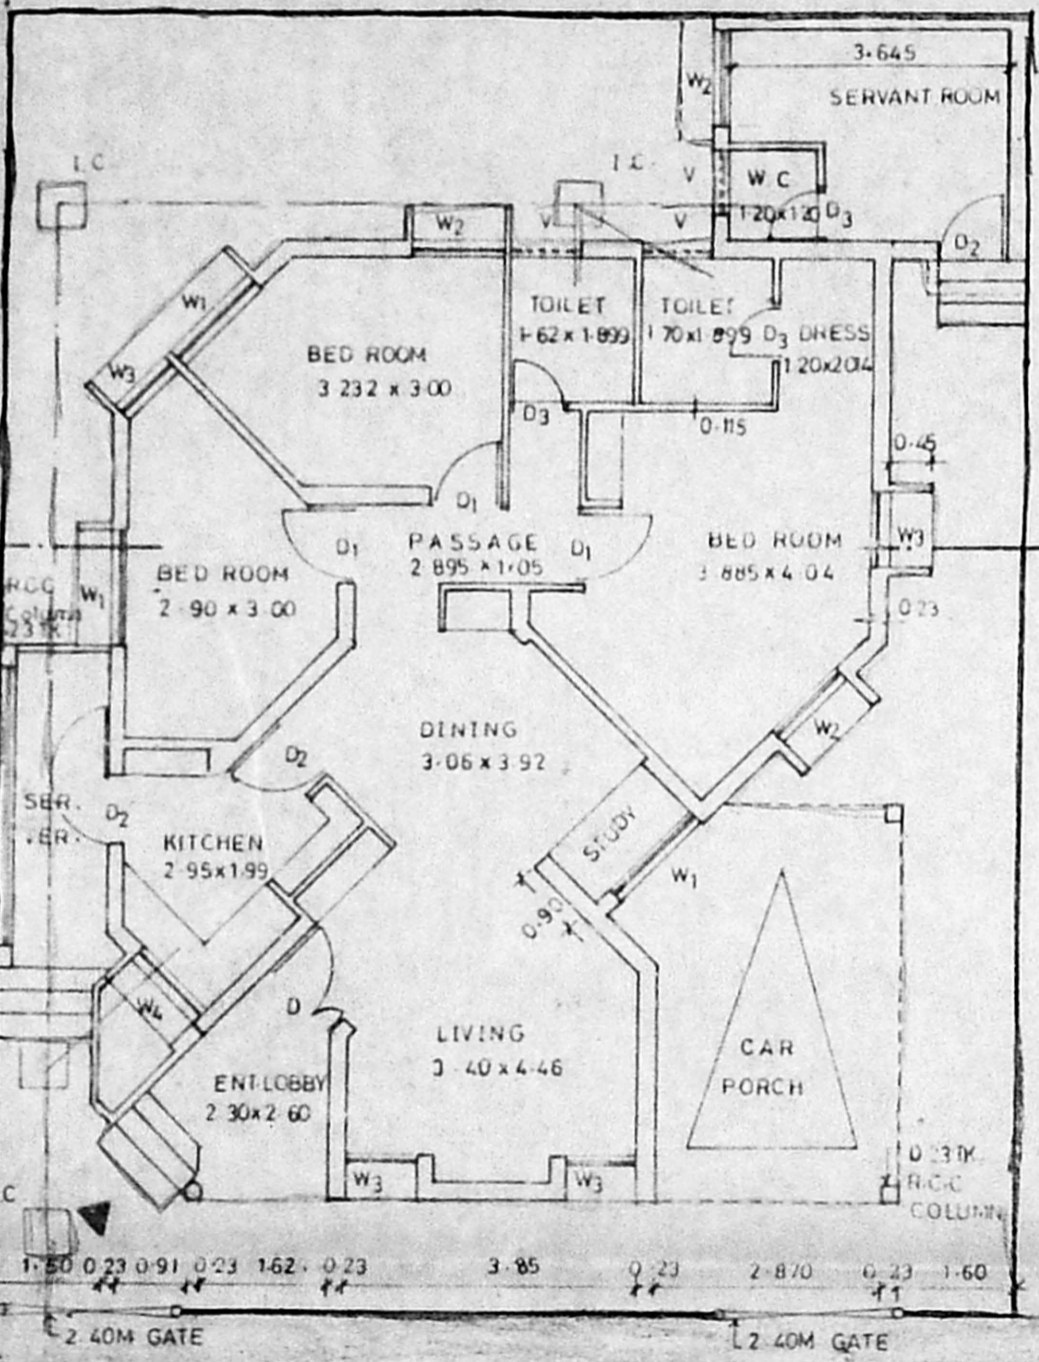 3.645
SERVANT ROOM
W2
I.C.
I.C.
V
W C
1.20x1.20 D3
W2
V
V
D2
W1
TOILET
1.62 x 1.899
TOILET
1.70x1.899
D3 DRESS
1.20x2.014
W3
BED ROOM
3.232 x 3.00
D3
0.115
0.45
D1
D1
PASSAGE
2.895 x 1.05
D1
BED ROOM
3.885 x 4.04
W3
BED ROOM
2.90 x 3.00
W1
R.C.C
Column
23 TK
0.23
DINING
3.06 x 3.92
W2
D2
SER.
VER.
D2
KITCHEN
2.95x1.99
STUDY
W1
0.90
W4
D
LIVING
3.40 x 4.46
CAR
PORCH
ENT.LOBBY
2.30x2.60
W3
W3
0.23TK
R.C.C
COLUMN
C
1.50 0.23 0.91 0.23 1.62 0.23 3.85 0.23 2.870 0.23 1.60
2.40M GATE
2.40M GATE